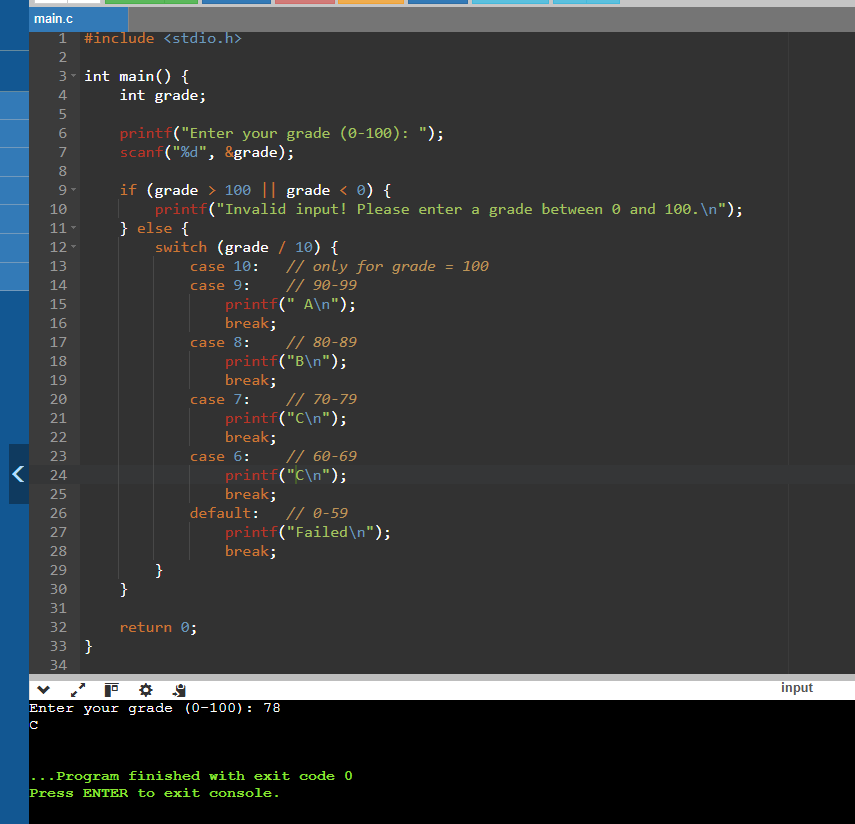 main.c
1 #include <stdio.h>
2
3 int main() {
4     int grade;
5
6     printf("Enter your grade (0-100): ");
7     scanf("%d", &grade);
8
9     if (grade > 100 || grade < 0) {
10         printf("Invalid input! Please enter a grade between 0 and 100.\n");
11     } else {
12         switch (grade / 10) {
13             case 10:   // only for grade = 100
14             case 9:    // 90-99
15                 printf(" A\n");
16                 break;
17             case 8:    // 80-89
18                 printf("B\n");
19                 break;
20             case 7:    // 70-79
21                 printf("C\n");
22                 break;
23             case 6:    // 60-69
24                 printf("C\n");
25                 break;
26             default:   // 0-59
27                 printf("Failed\n");
28                 break;
29         }
30     }
31
32     return 0;
33 }
34
input
Enter your grade (0-100): 78
C
...Program finished with exit code 0
Press ENTER to exit console.